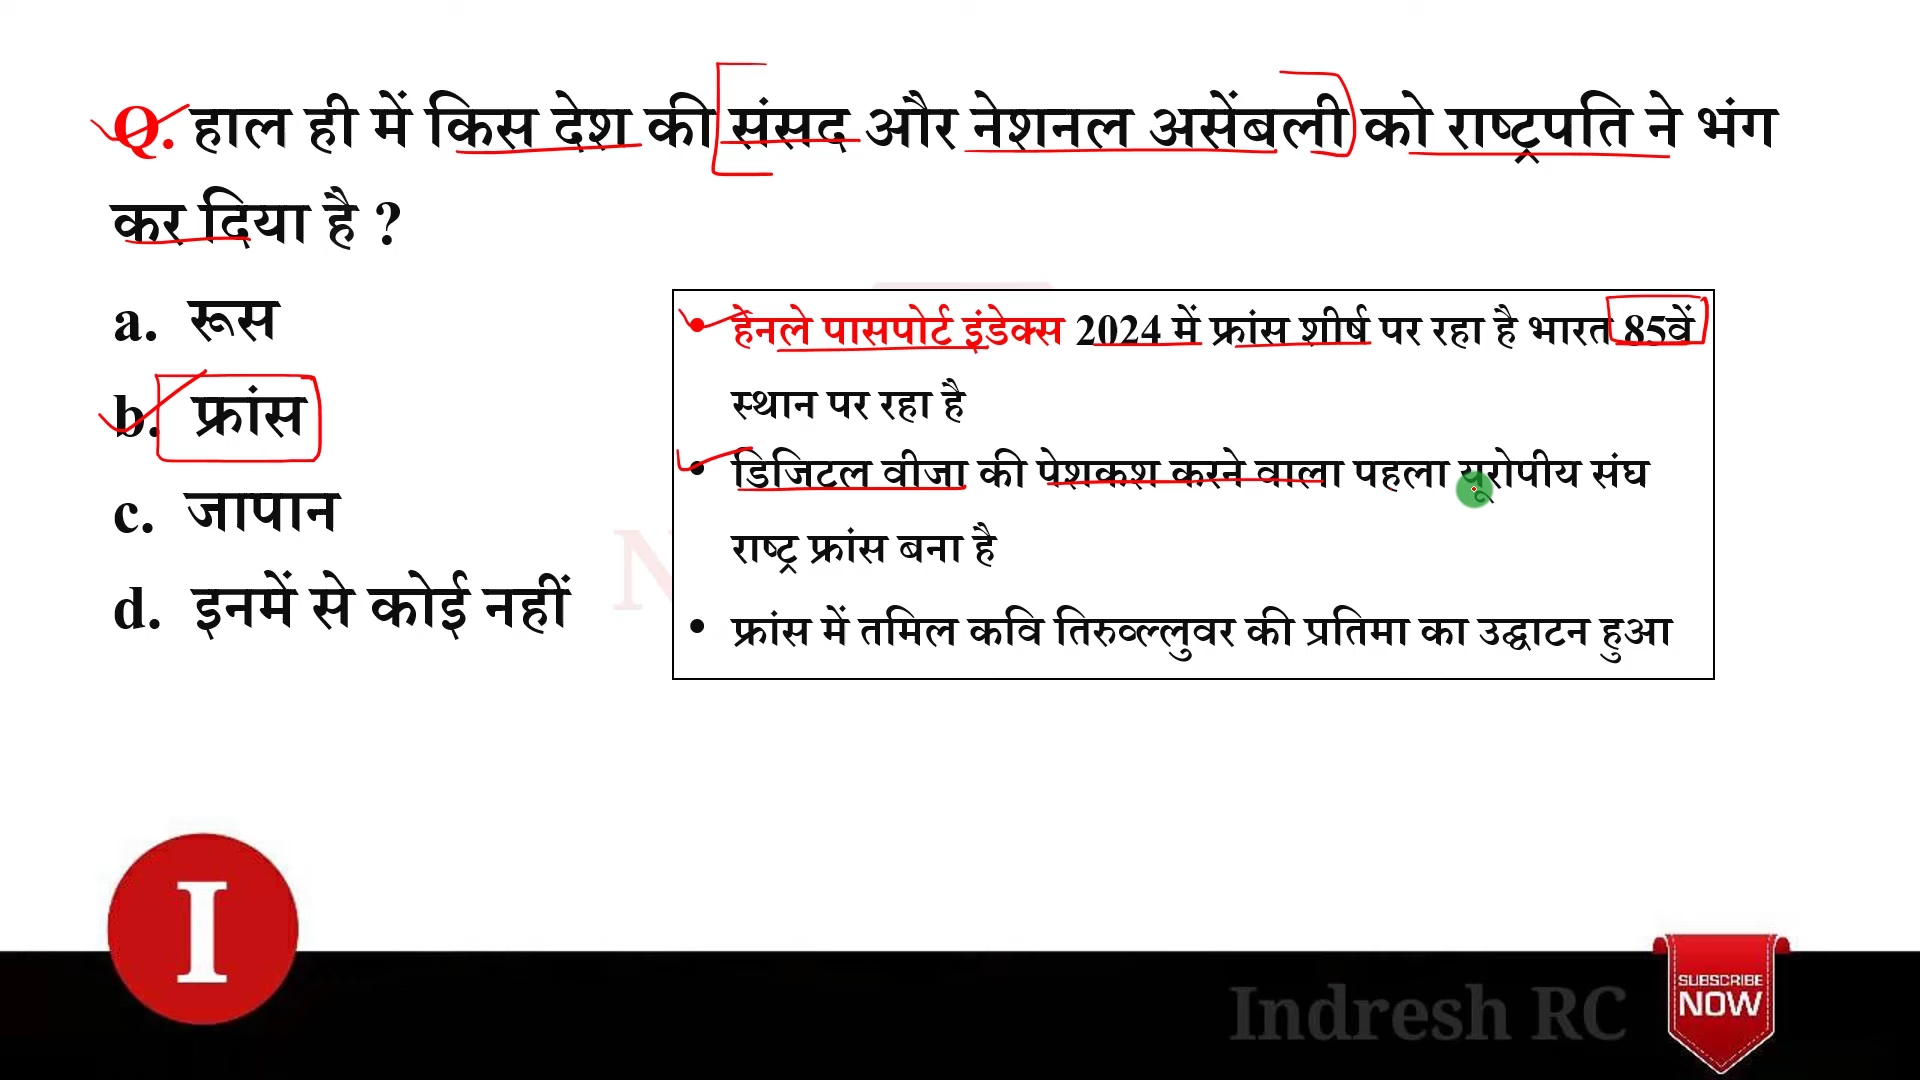 Q. हाल ही में किस देश की संसद और नेशनल असेंबली को राष्ट्रपति ने भंग
कर दिया है ?
a. रूस
b. फ्रांस
c. जापान
d. इनमें से कोई नहीं
• हेनले पासपोर्ट इंडेक्स 2024 में फ्रांस शीर्ष पर रहा है भारत 85वें
स्थान पर रहा है
• डिजिटल वीजा की पेशकश करने वाला पहला यूरोपीय संघ
राष्ट्र फ्रांस बना है
• फ्रांस में तमिल कवि तिरुवल्लुवर की प्रतिमा का उद्घाटन हुआ
I
Indresh RC
SUBSCRIBE
NOW